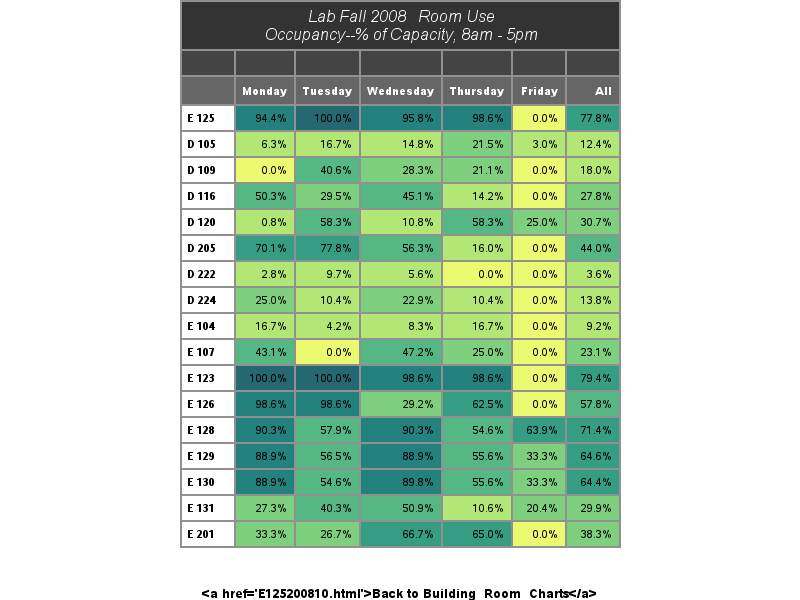 Lab Fall 2008 Room Use
Occupancy--% of Capacity, 8am - 5pm
Monday Tuesday Wednesday Thursday Friday All
E 125 94.4% 100.0% 95.8% 98.6% 0.0% 77.8%
D 105 6.3% 16.7% 14.8% 21.5% 3.0% 12.4%
D 109 0.0% 40.6% 28.3% 21.1% 0.0% 18.0%
D 116 50.3% 29.5% 45.1% 14.2% 0.0% 27.8%
D 120 0.8% 58.3% 10.8% 58.3% 25.0% 30.7%
D 205 70.1% 77.8% 56.3% 16.0% 0.0% 44.0%
D 222 2.8% 9.7% 5.6% 0.0% 0.0% 3.6%
D 224 25.0% 10.4% 22.9% 10.4% 0.0% 13.8%
E 104 16.7% 4.2% 8.3% 16.7% 0.0% 9.2%
E 107 43.1% 0.0% 47.2% 25.0% 0.0% 23.1%
E 123 100.0% 100.0% 98.6% 98.6% 0.0% 79.4%
E 126 98.6% 98.6% 29.2% 62.5% 0.0% 57.8%
E 128 90.3% 57.9% 90.3% 54.6% 63.9% 71.4%
E 129 88.9% 56.5% 88.9% 55.6% 33.3% 64.6%
E 130 88.9% 54.6% 89.8% 55.6% 33.3% 64.4%
E 131 27.3% 40.3% 50.9% 10.6% 20.4% 29.9%
E 201 33.3% 26.7% 66.7% 65.0% 0.0% 38.3%
<a href='E125200810.html'>Back to Building Room Charts</a>